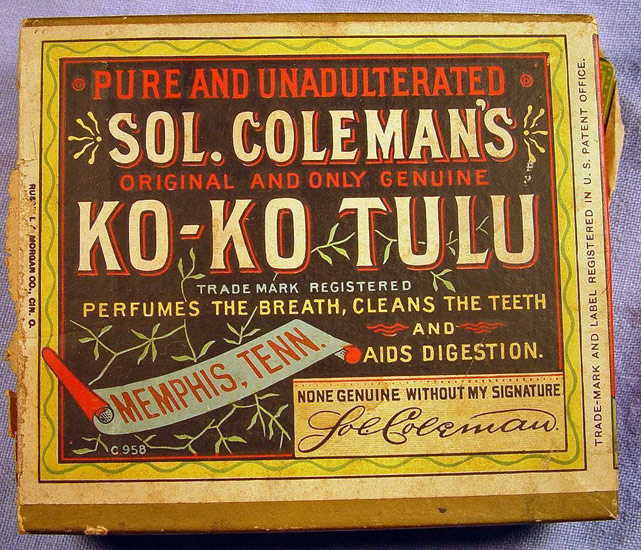 PURE AND UNADULTERATED
SOL. COLEMAN'S
ORIGINAL AND ONLY GENUINE
KO-KO TULU
TRADE MARK REGISTERED
PERFUMES THE BREATH, CLEANS THE TEETH
AND
AIDS DIGESTION.
MEMPHIS, TENN.
NONE GENUINE WITHOUT MY SIGNATURE
Sol Coleman.
C.958
TRADE-MARK AND LABEL REGISTERED IN U.S. PATENT OFFICE.
MORGAN CO., CIN. O.